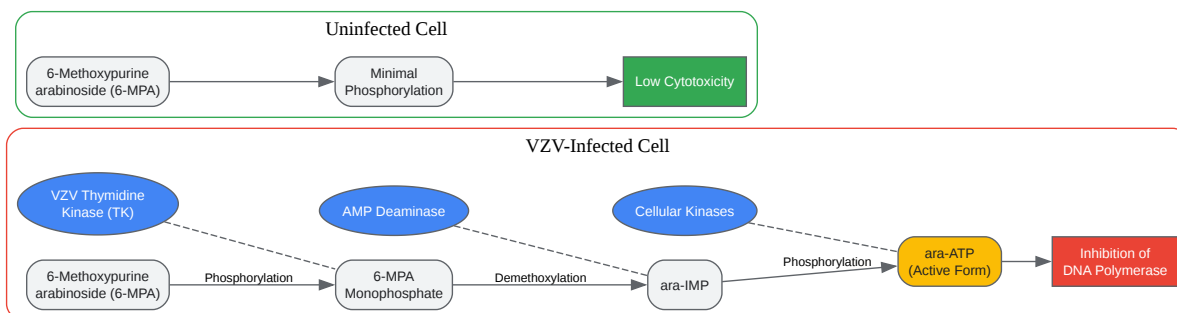 Uninfected Cell
6-Methoxypurine
arabinoside (6-MPA)
Minimal
Phosphorylation
Low Cytotoxicity
VZV-Infected Cell
VZV Thymidine
Kinase (TK)
AMP Deaminase
Cellular Kinases
6-Methoxypurine
arabinoside (6-MPA)
Phosphorylation
6-MPA
Monophosphate
Demethoxylation
ara-IMP
Phosphorylation
ara-ATP
(Active Form)
Inhibition of
DNA Polymerase